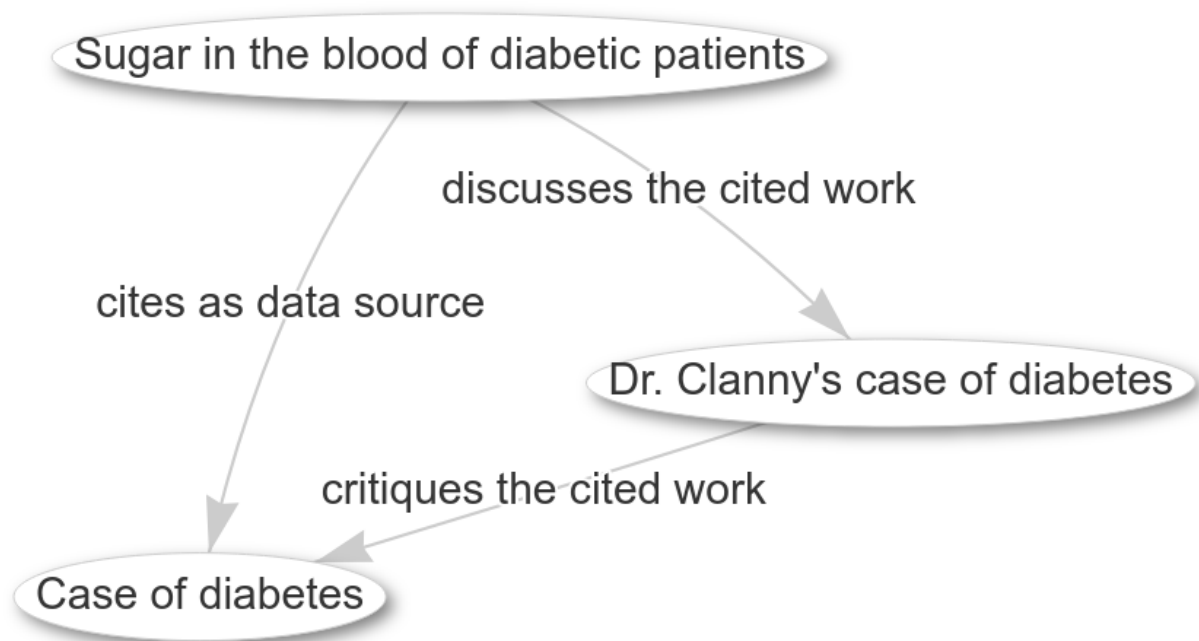 Sugar in the blood of diabetic patients
discusses the cited work
cites as data source
Dr. Clanny's case of diabetes
critiques the cited work
Case of diabetes